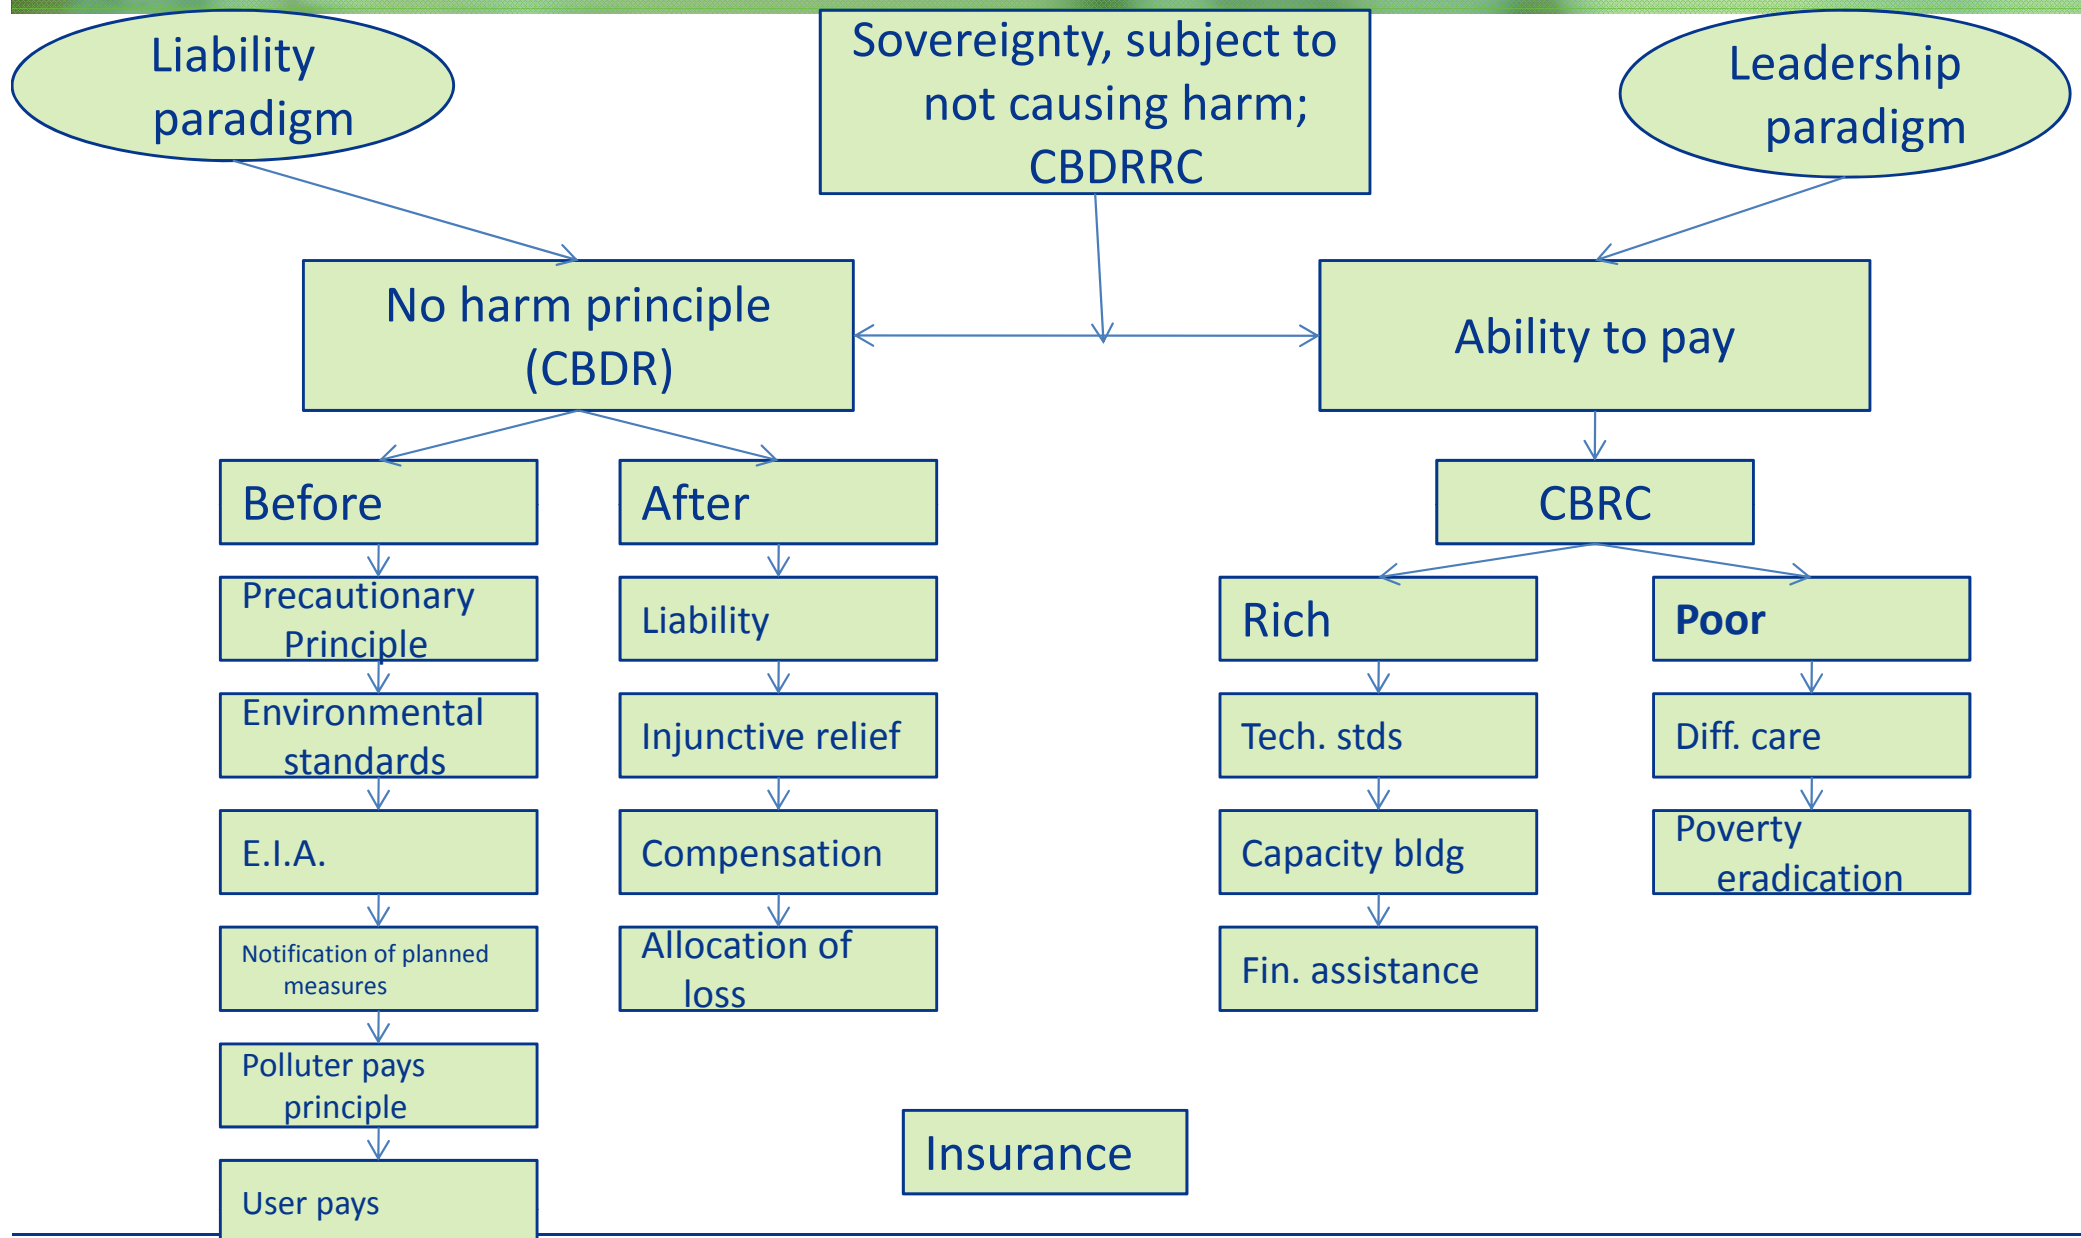 Liability
paradigm
Sovereignty, subject to
not causing harm;
CBDRRC
Leadership
paradigm
No harm principle
(CBDR)
Ability to pay
Before
After
CBRC
Precautionary
Principle
Liability
Rich
Poor
Environmental
standards
Injunctive relief
Tech. stds
Diff. care
E.I.A.
Compensation
Capacity bldg
Poverty
eradication
Notification of planned
measures
Allocation of
loss
Fin. assistance
Polluter pays
principle
Insurance
User pays